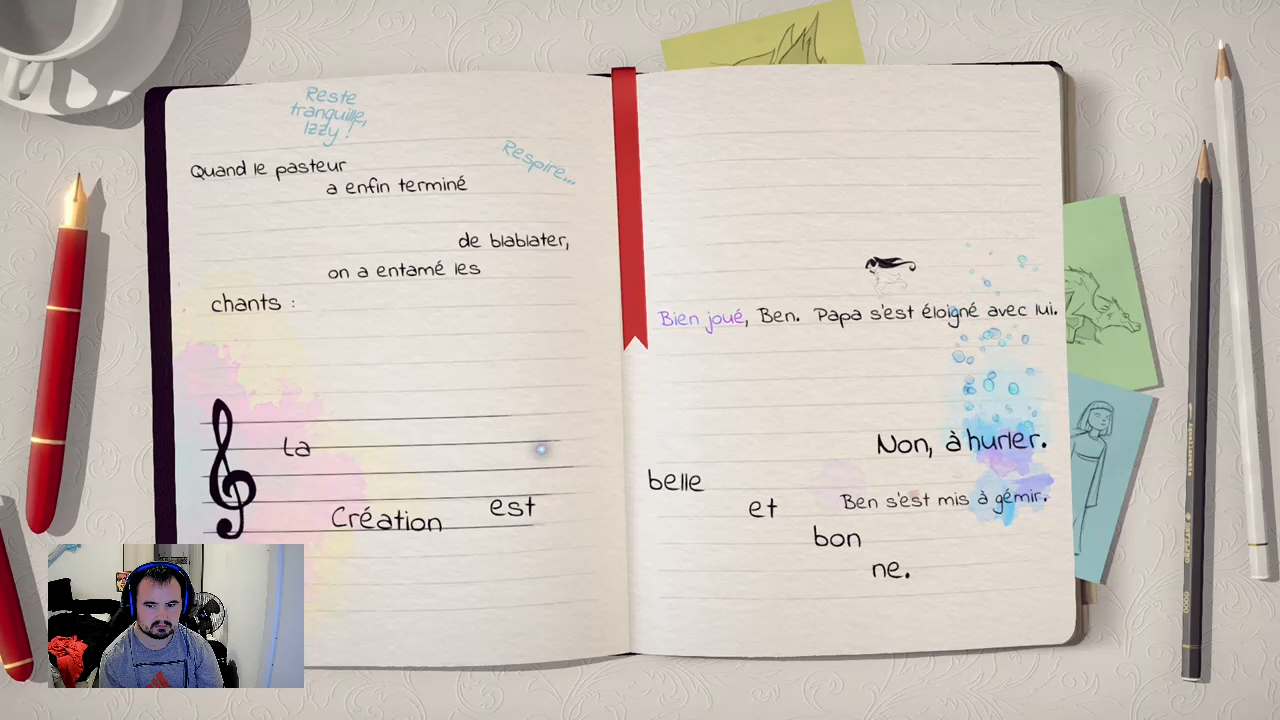 Reste
tranquille,
Izzy !
Respire...
Quand le pasteur
a enfin terminé
de blablater,
on a entamé les
chants :
La
Création
est
Bien joué, Ben. Papa s'est éloigné avec lui.
Non, à hurler.
belle
et
Ben s'est mis à gémir.
bon
ne.